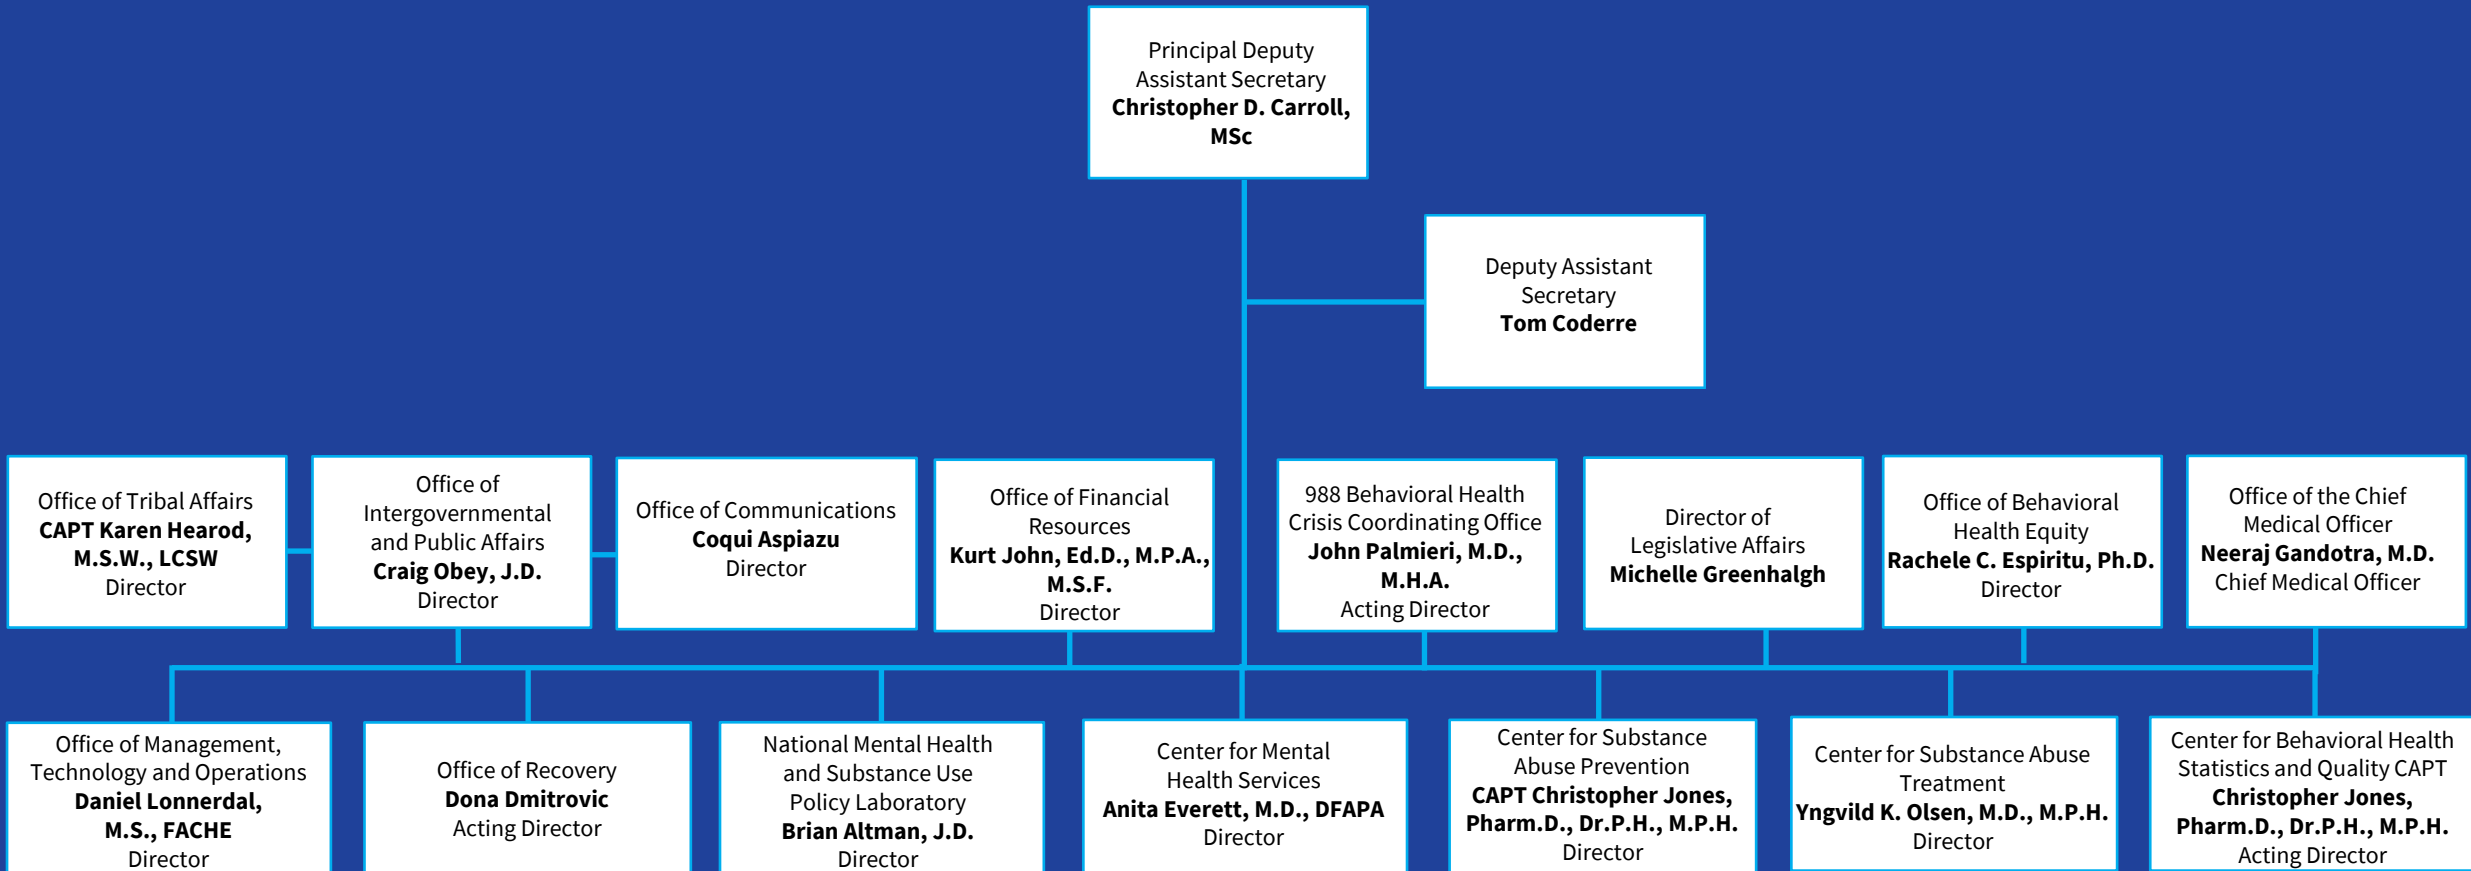 Principal Deputy
Assistant Secretary
Christopher D. Carroll,
MSc
Deputy Assistant
Secretary
Tom Coderre
Office of Tribal Affairs
CAPT Karen Hearod,
M.S.W., LCSW
Director
Office of
Intergovernmental
and Public Affairs
Craig Obey, J.D.
Director
Office of Communications
Coqui Aspiazu
Director
Office of Financial
Resources
Kurt John, Ed.D., M.P.A.,
M.S.F.
Director
988 Behavioral Health
Crisis Coordinating Office
John Palmieri, M.D.,
M.H.A.
Acting Director
Director of
Legislative Affairs
Michelle Greenhalgh
Office of Behavioral
Health Equity
Rachele C. Espiritu, Ph.D.
Director
Office of the Chief
Medical Officer
Neeraj Gandotra, M.D.
Chief Medical Officer
Office of Management,
Technology and Operations
Daniel Lonnerdal,
M.S., FACHE
Director
Office of Recovery
Dona Dmitrovic
Acting Director
National Mental Health
and Substance Use
Policy Laboratory
Brian Altman, J.D.
Director
Center for Mental
Health Services
Anita Everett, M.D., DFAPA
Director
Center for Substance
Abuse Prevention
CAPT Christopher Jones,
Pharm.D., Dr.P.H., M.P.H.
Director
Center for Substance Abuse
Treatment
Yngvild K. Olsen, M.D., M.P.H.
Director
Center for Behavioral Health
Statistics and Quality CAPT
Christopher Jones,
Pharm.D., Dr.P.H., M.P.H.
Acting Director